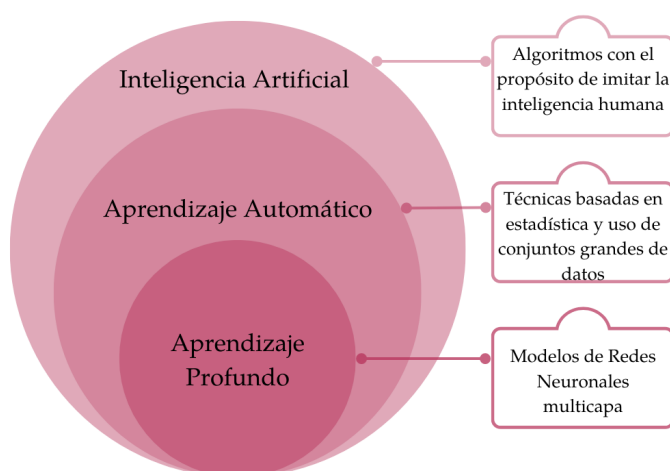 Inteligencia Artificial
Algoritmos con el
propósito de imitar la
inteligencia humana
Aprendizaje Automático
Técnicas basadas en
estadística y uso de
conjuntos grandes de
datos
Aprendizaje
Profundo
Modelos de Redes
Neuronales
multicapa